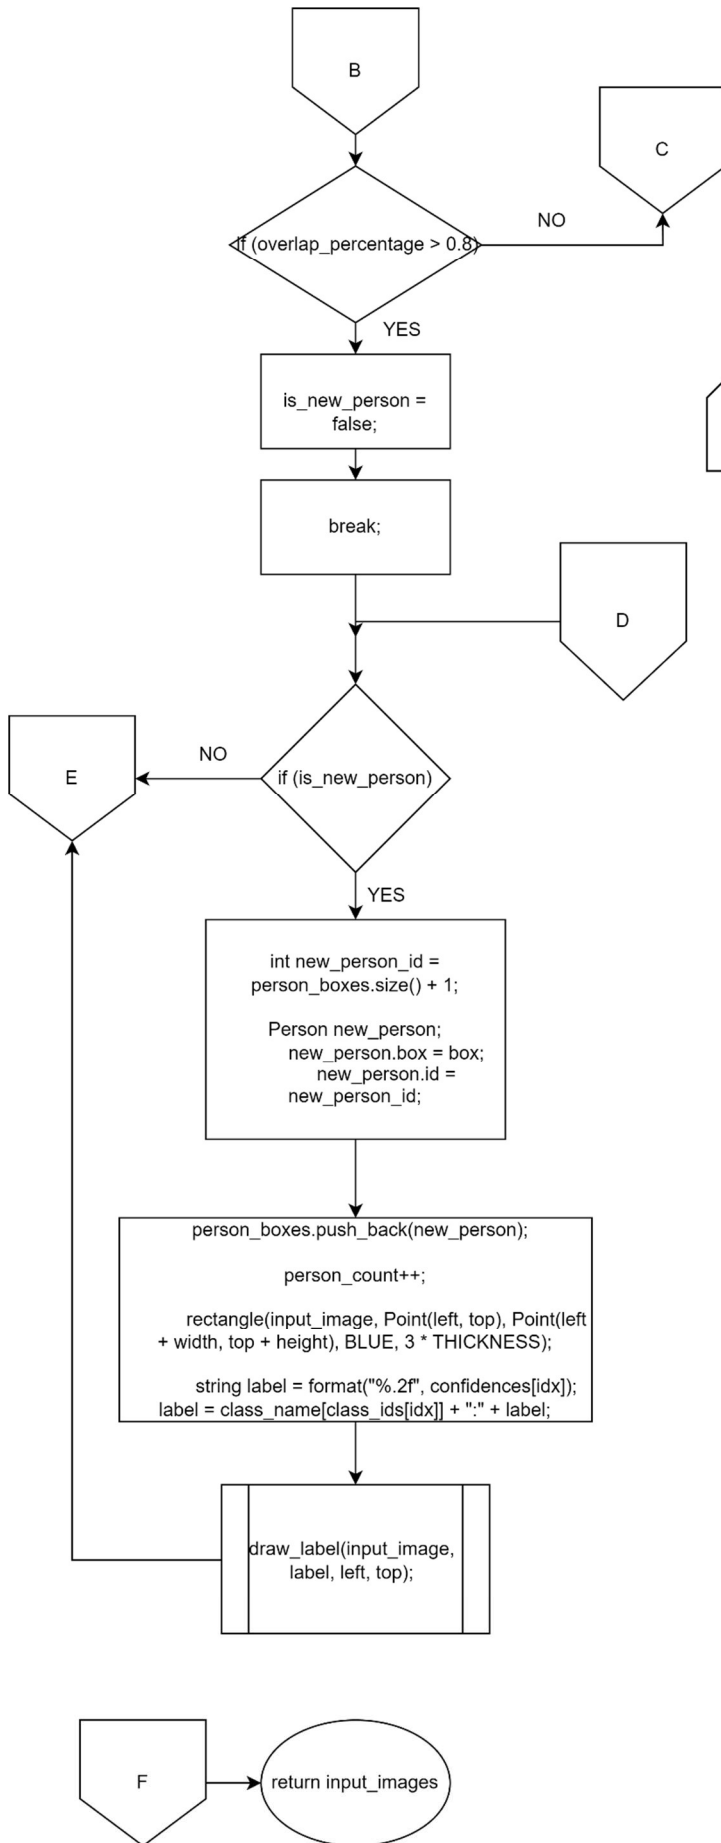 B
C
if (overlap_percentage > 0.8)
NO
YES
is_new_person =
false;
break;
D
E
NO
if (is_new_person)
YES
int new_person_id =
person_boxes.size() + 1;
Person new_person;
new_person.box = box;
new_person.id =
new_person_id;
person_boxes.push_back(new_person);
person_count++;
rectangle(input_image, Point(left, top), Point(left
+ width, top + height), BLUE, 3 * THICKNESS);
string label = format("%.2f", confidences[idx]);
label = class_name[class_ids[idx]] + ":" + label;
draw_label(input_image,
label, left, top);
F
return input_images